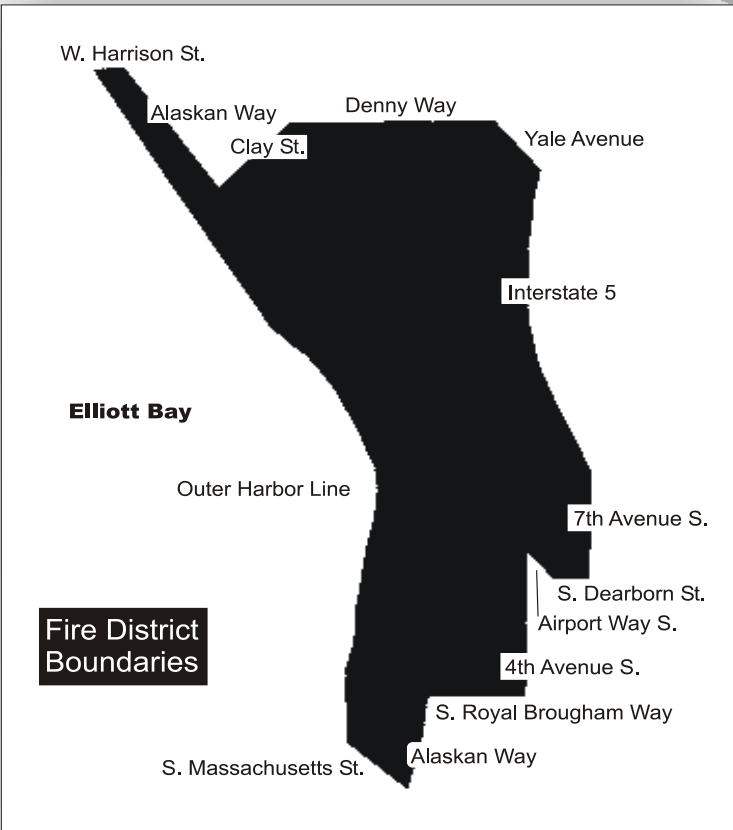 W. Harrison St.
Denny Way
Alaskan Way
Clay St.
Yale Avenue
Interstate 5
Elliott Bay
Outer Harbor Line
7th Avenue S.
S. Dearborn St.
Airport Way S.
Fire District
Boundaries
4th Avenue S.
S. Royal Brougham Way
Alaskan Way
S. Massachusetts St.